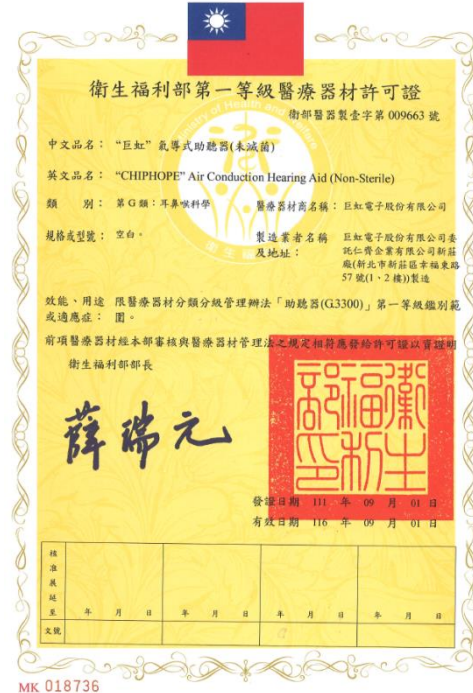 衛生福利部第一等級醫療器材許可證
衛部醫器製壹字第 009663 號
中文品名： “巨虹”氣導式助聽器(未滅菌)
英文品名： “CHIPHOPE” Air Conduction Hearing Aid (Non-Sterile)
類　別： 第 G 類：耳鼻喉科學 醫療器材商名稱： 巨虹電子股份有限公司
規格或型號： 空白。 製造業者名稱 巨虹電子股份有限公司委
及地址： 託仁齊企業有限公司新莊
廠(新北市新莊區幸福東路
57 號(1、2 樓))製造
效能、用途 限醫療器材分類分級管理辦法「助聽器(G.3300)」第一等級鑑別範
或適應症： 圍。
前項醫療器材經本部審核與醫療器材管理法之規定相符應發給許可證以資證明
衛生福利部部長
薛瑞元
衛生福利部印
發證日期 111 年 09 月 01 日
有效日期 116 年 09 月 01 日
核准展延至 年 月 日 年 月 日 年 月 日 年 月 日
文號
MK 018736